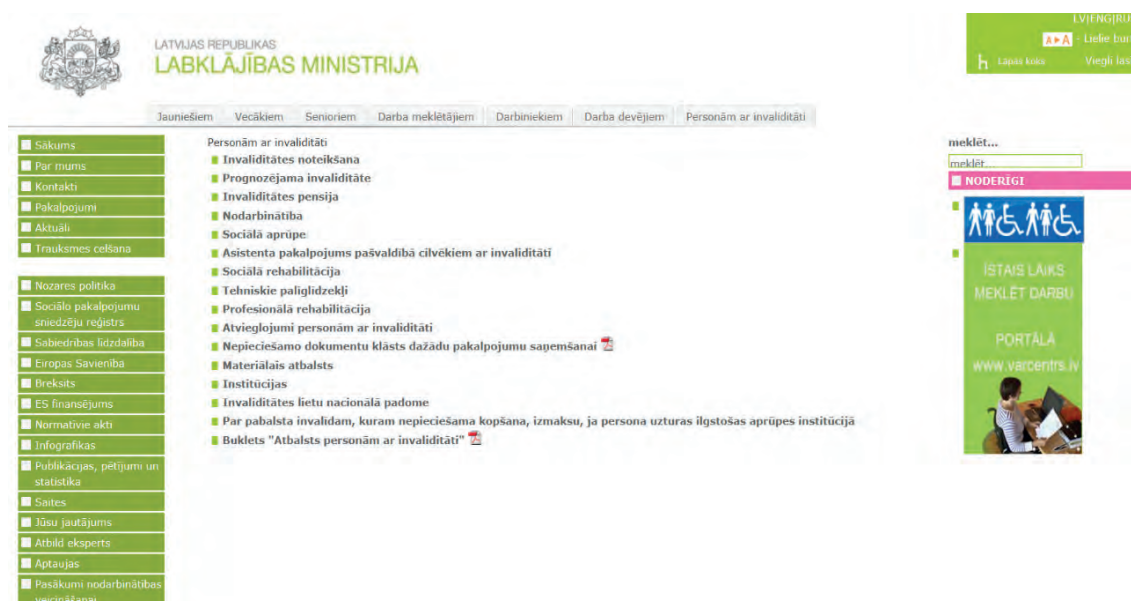 LV|ENG|RU
LATVIJAS REPUBLIKAS
LABKLĀJĪBAS MINISTRIJA
A▸A - Lielie bur
Lapas koks Viegli las
Jauniešiem Vecākiem Senioriem Darba meklētājiem Darbiniekiem Darba devējiem Personām ar invaliditāti
Sākums
Par mums
Kontakti
Pakalpojumi
Aktuāli
Trauksmes celšana
Nozares politika
Sociālo pakalpojumu
sniedzēju reģistrs
Sabiedrības līdzdalība
Eiropas Savienība
Breksits
ES finansējums
Normatīvie akti
Infografikas
Publikācijas, pētījumi un
statistika
Saites
Jūsu jautājums
Atbild eksperts
Aptaujas
Pasākumi nodarbinātības
veicināšanai
Personām ar invaliditāti
Invaliditātes noteikšana
Prognozējama invaliditāte
Invaliditātes pensija
Nodarbinātība
Sociālā aprūpe
Asistenta pakalpojums pašvaldībā cilvēkiem ar invaliditāti
Sociālā rehabilitācija
Tehniskie palīglīdzekļi
Profesionālā rehabilitācija
Atvieglojumi personām ar invaliditāti
Nepieciešamo dokumentu klāsts dažādu pakalpojumu saņemšanai
Materiālais atbalsts
Institūcijas
Invaliditātes lietu nacionālā padome
Par pabalsta invalīdam, kuram nepieciešama kopšana, izmaksu, ja persona uzturas ilgstošas aprūpes institūcijā
Buklets "Atbalsts personām ar invaliditāti"
meklēt...
meklēt...
NODERĪGI
ĪSTAIS LAIKS
MEKLĒT DARBU
PORTĀLĀ
www.varcentrs.lv